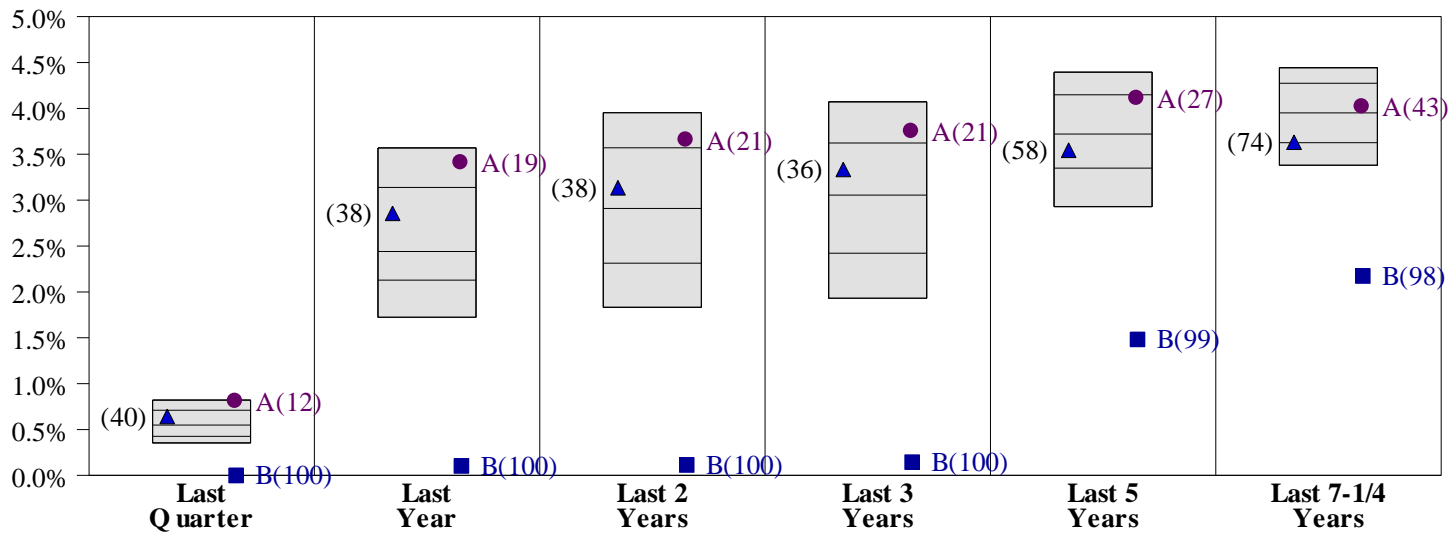 5.0%
4.5%
4.0%
3.5%
3.0%
2.5%
2.0%
1.5%
1.0%
0.5%
0.0%
(40)
A(12)
B(100)
(38)
A(19)
B(100)
(38)
A(21)
B(100)
(36)
A(21)
B(100)
(58)
A(27)
B(99)
(74)
A(43)
B(98)
Last
Quarter
Last
Year
Last 2
Years
Last 3
Years
Last 5
Years
Last 7-1/4
Years